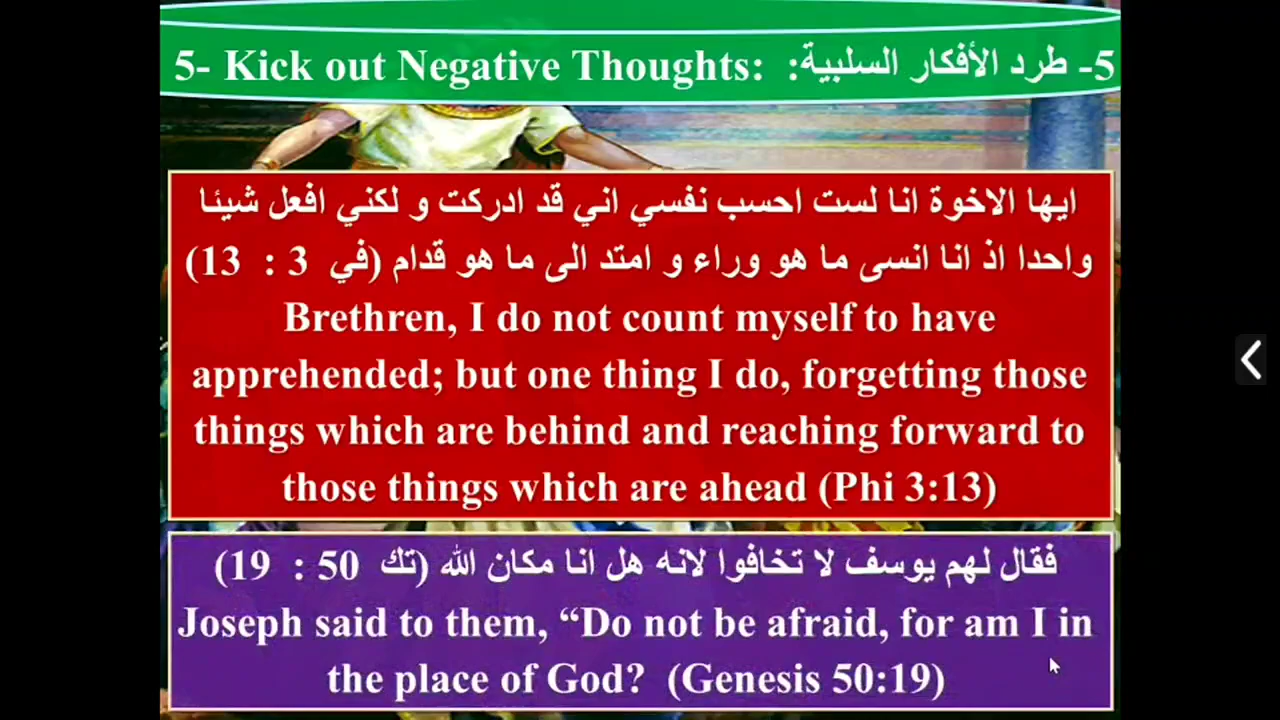 5- Kick out Negative Thoughts: 5- طرد الأفكار السلبية:
ايها الاخوة انا لست احسب نفسي اني قد ادركت و لكني افعل شيئا
واحدا اذ انا انسى ما هو وراء و امتد الى ما هو قدام (في 3 : 13)
Brethren, I do not count myself to have
apprehended; but one thing I do, forgetting those
things which are behind and reaching forward to
those things which are ahead (Phi 3:13)
فقال لهم يوسف لا تخافوا لانه هل انا مكان الله (تك 50 : 19)
Joseph said to them, “Do not be afraid, for am I in
the place of God? (Genesis 50:19)